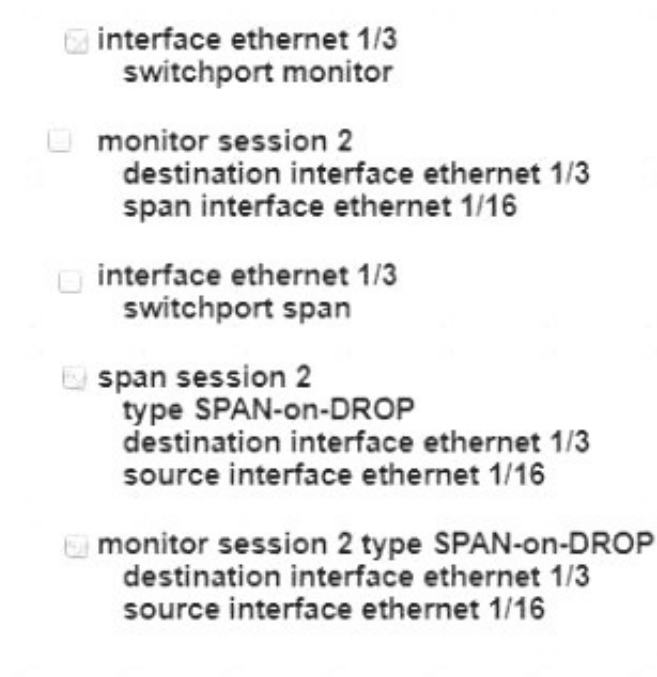 interface ethernet 1/3
switchport monitor
monitor session 2
destination interface ethernet 1/3
span interface ethernet 1/16
interface ethernet 1/3
switchport span
span session 2
type SPAN-on-DROP
destination interface ethernet 1/3
source interface ethernet 1/16
monitor session 2 type SPAN-on-DROP
destination interface ethernet 1/3
source interface ethernet 1/16